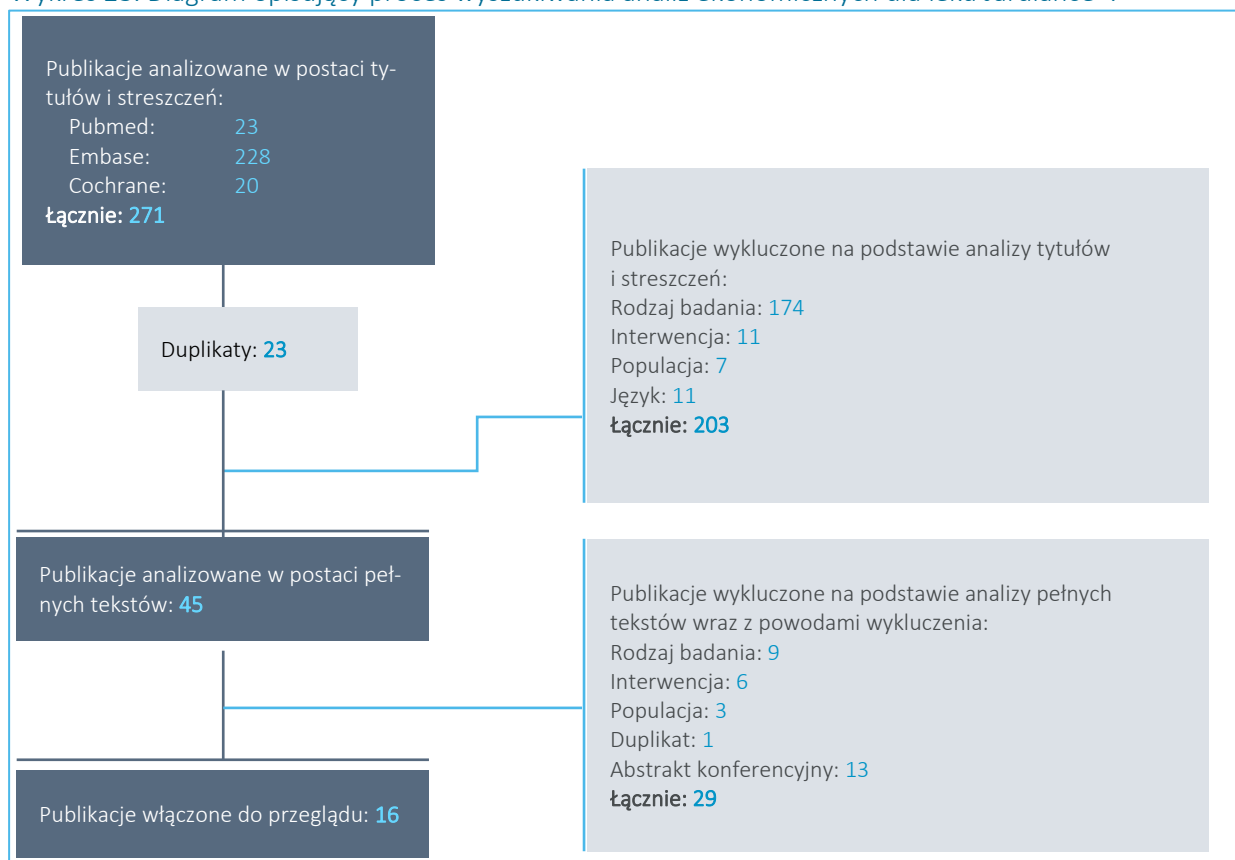 Publikacje analizowane w postaci ty-
tułów i streszczeń:
Pubmed: 23
Embase: 228
Cochrane: 20
Łącznie: 271
Duplikaty: 23
Publikacje wykluczone na podstawie analizy tytułów
i streszczeń:
Rodzaj badania: 174
Interwencja: 11
Populacja: 7
Język: 11
Łącznie: 203
Publikacje analizowane w postaci peł-
nych tekstów: 45
Publikacje wykluczone na podstawie analizy pełnych
tekstów wraz z powodami wykluczenia:
Rodzaj badania: 9
Interwencja: 6
Populacja: 3
Duplikat: 1
Abstrakt konferencyjny: 13
Łącznie: 29
Publikacje włączone do przeglądu: 16